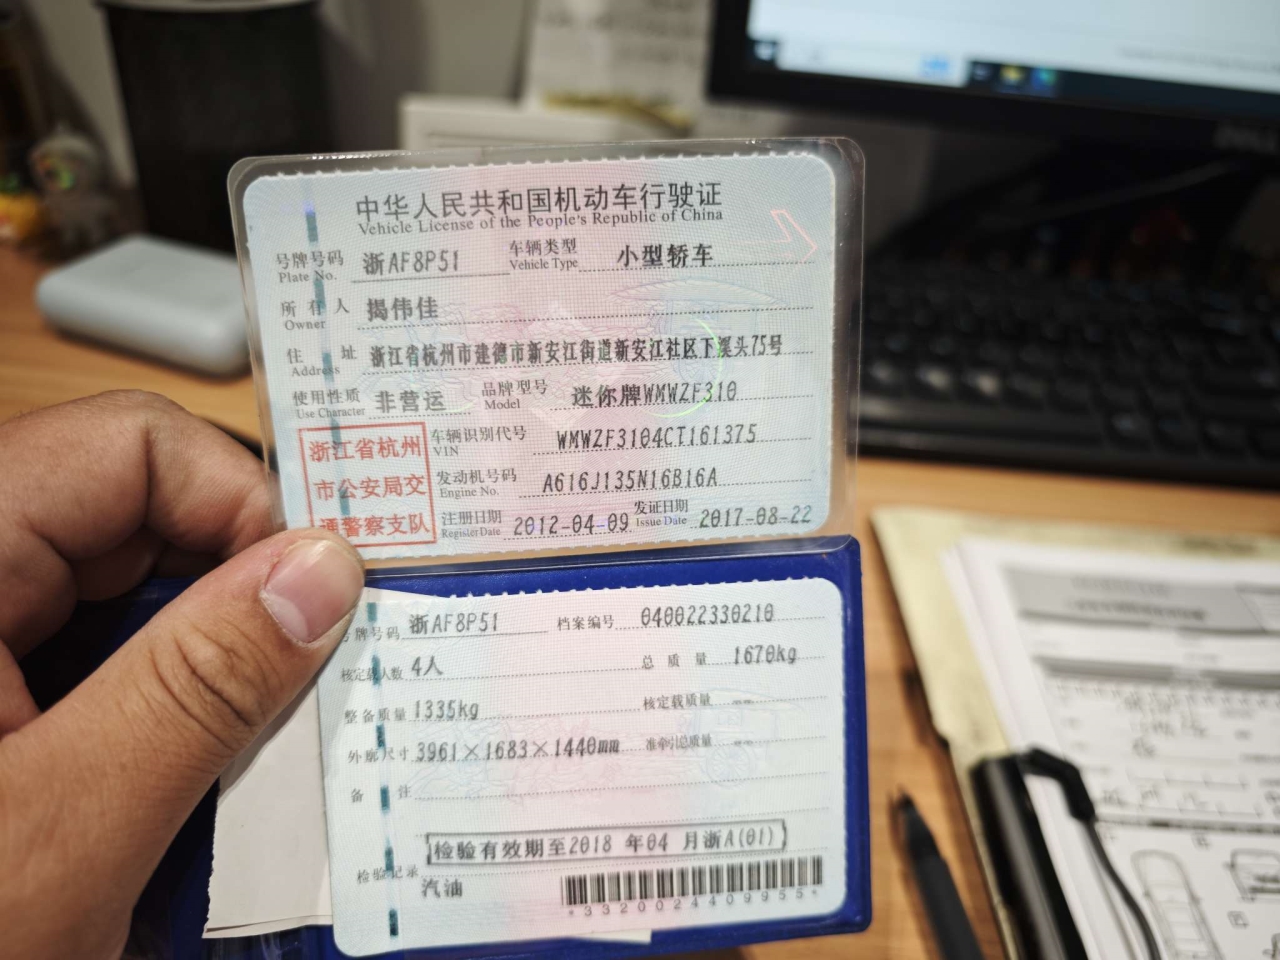 中华人民共和国机动车行驶证
Vehicle License of the People's Republic of China
号牌号码 浙AF8P51 车辆类型 小型轿车
Plate No. Vehicle Type
所有人 揭伟佳
Owner
住址 浙江省杭州市建德市新安江街道新安江社区下溪头75号
Address
使用性质 非营运 品牌型号 迷你牌WMWZF310
Use Character Model
浙江省杭州
市公安局交
通警察支队
车辆识别代号 WMWZF3104CT161375
VIN
发动机号码 A616J135N16B16A
Engine No.
注册日期 2012-04-09 发证日期 2017-08-22
Register Date Issue Date
号牌号码 浙AF8P51 档案编号 040022330210
核定载人数 4人 总质量 1670kg
整备质量 1335kg 核定载质量 --
外廓尺寸 3961×1683×1440mm 准牵引总质量 --
备注
检验有效期至2018年04月浙A(01)
检验记录
汽油
*3320024409955*